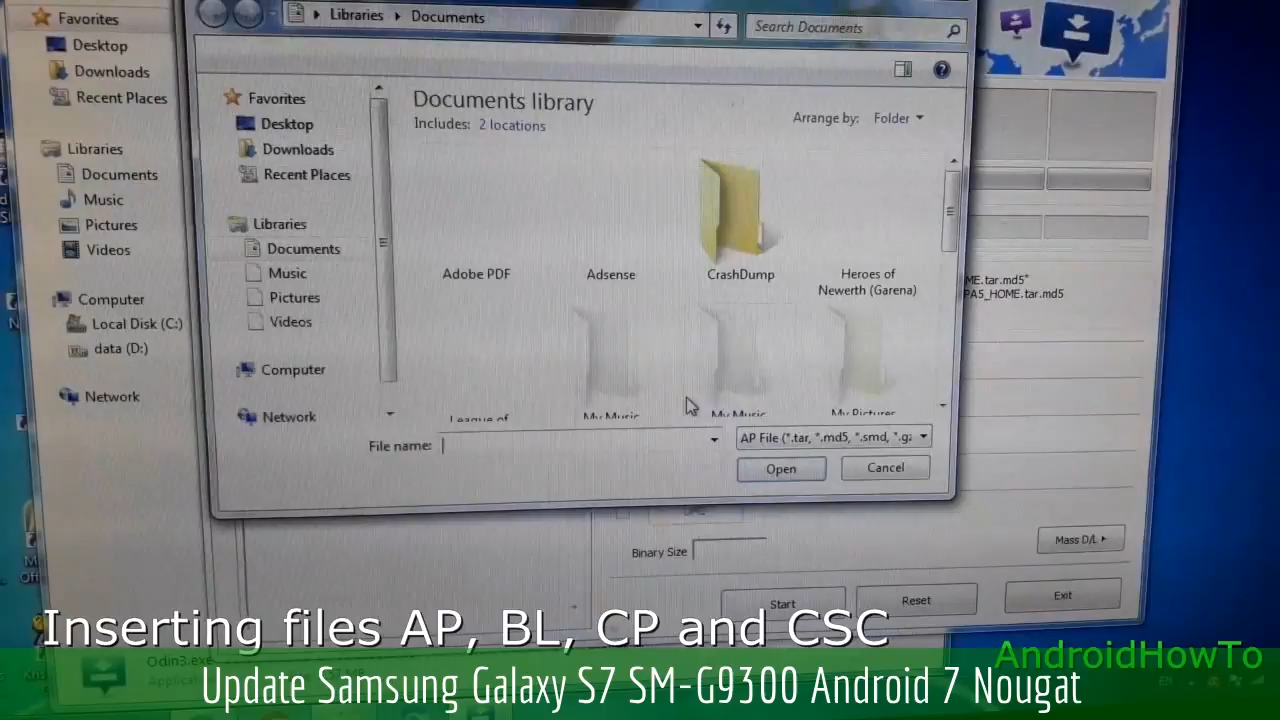 Favorites
Desktop
Downloads
Recent Places
Libraries
Documents
Music
Pictures
Videos
Computer
Local Disk (C:)
data (D:)
Network
Libraries
Documents
Search Documents
Favorites
Desktop
Downloads
Recent Places
Libraries
Documents
Music
Pictures
Videos
Computer
Network
Documents library
Includes: 2 locations
Arrange by: Folder
Adobe PDF
Adsense
CrashDump
Heroes of
Newerth (Garena)
League of
My Music
My Music
My Pictures
File name:
AP File (*.tar, *.md5, *.smd, *.gz
Open
Cancel
ME.tar.md5"
PA5_HOME.tar.md5
Binary Size
Mass D/L
Start
Reset
Exit
Odin3.exe
Inserting files AP, BL, CP and CSC
AndroidHowTo
Update Samsung Galaxy S7 SM-G9300 Android 7 Nougat
EN